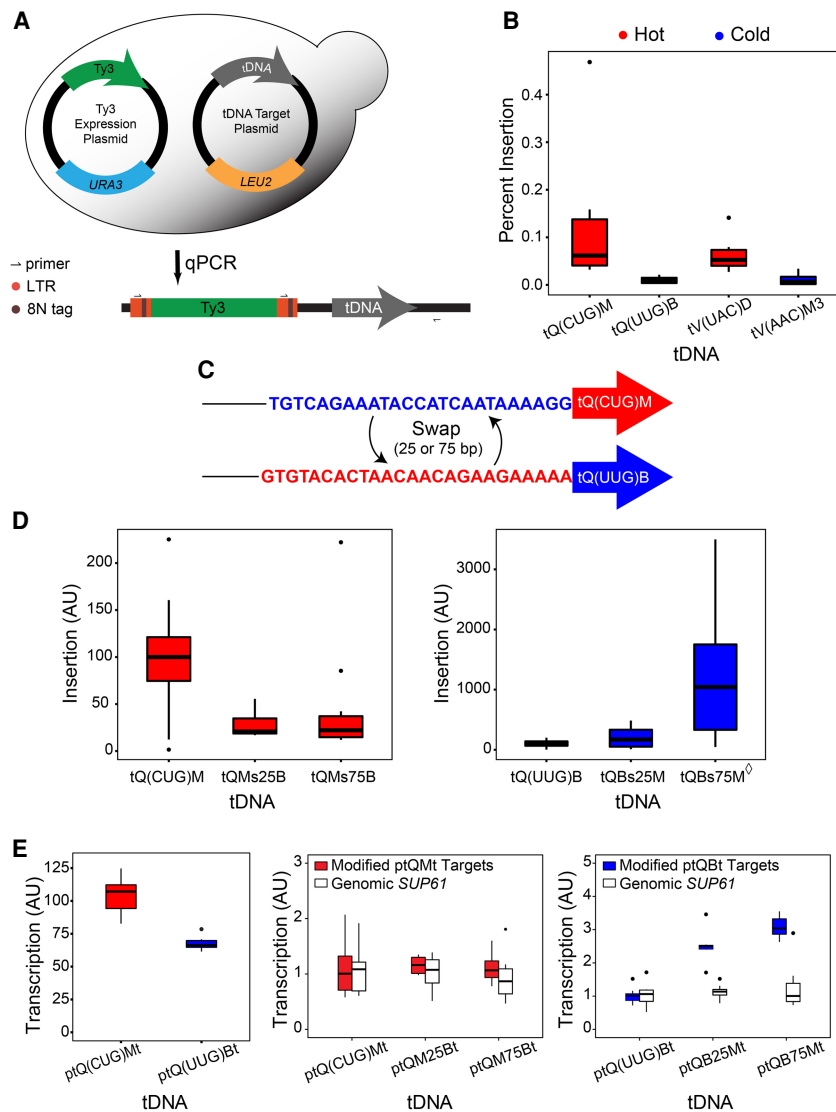 A
Ty3
Ty3
Expression
Plasmid
URA3
tDNA
tDNA Target
Plasmid
LEU2
qPCR
primer
LTR
8N tag
Ty3
tDNA
B
Hot
Cold
Percent Insertion
0.4
0.2
0.1
0.0
tQ(CUG)M
tQ(UUG)B
tV(UAC)D
tV(AAC)M3
tDNA
C
TGTCAGAAATACCATCAATAAAAGG
tQ(CUG)M
Swap
(25 or 75 bp)
GTGTACACTAACAACAGAAGAAAAA
tQ(UUG)B
D
Insertion (AU)
200
150
100
50
0
tQ(CUG)M
tQMs25B
tQMs75B
tDNA
Insertion (AU)
3000
1000
0
tQ(UUG)B
tQBs25M
tQBs75M◊
tDNA
E
Transcription (AU)
125
100
75
50
25
0
ptQ(CUG)Mt
ptQ(UUG)Bt
tDNA
Transcription (AU)
3
2
1
0
Modified ptQMt Targets
Genomic SUP61
ptQ(CUG)Mt
ptQM25Bt
ptQM75Bt
tDNA
Transcription (AU)
5
4
3
2
1
0
Modified ptQBt Targets
Genomic SUP61
ptQ(UUG)Bt
ptQB25Mt
ptQB75Mt
tDNA